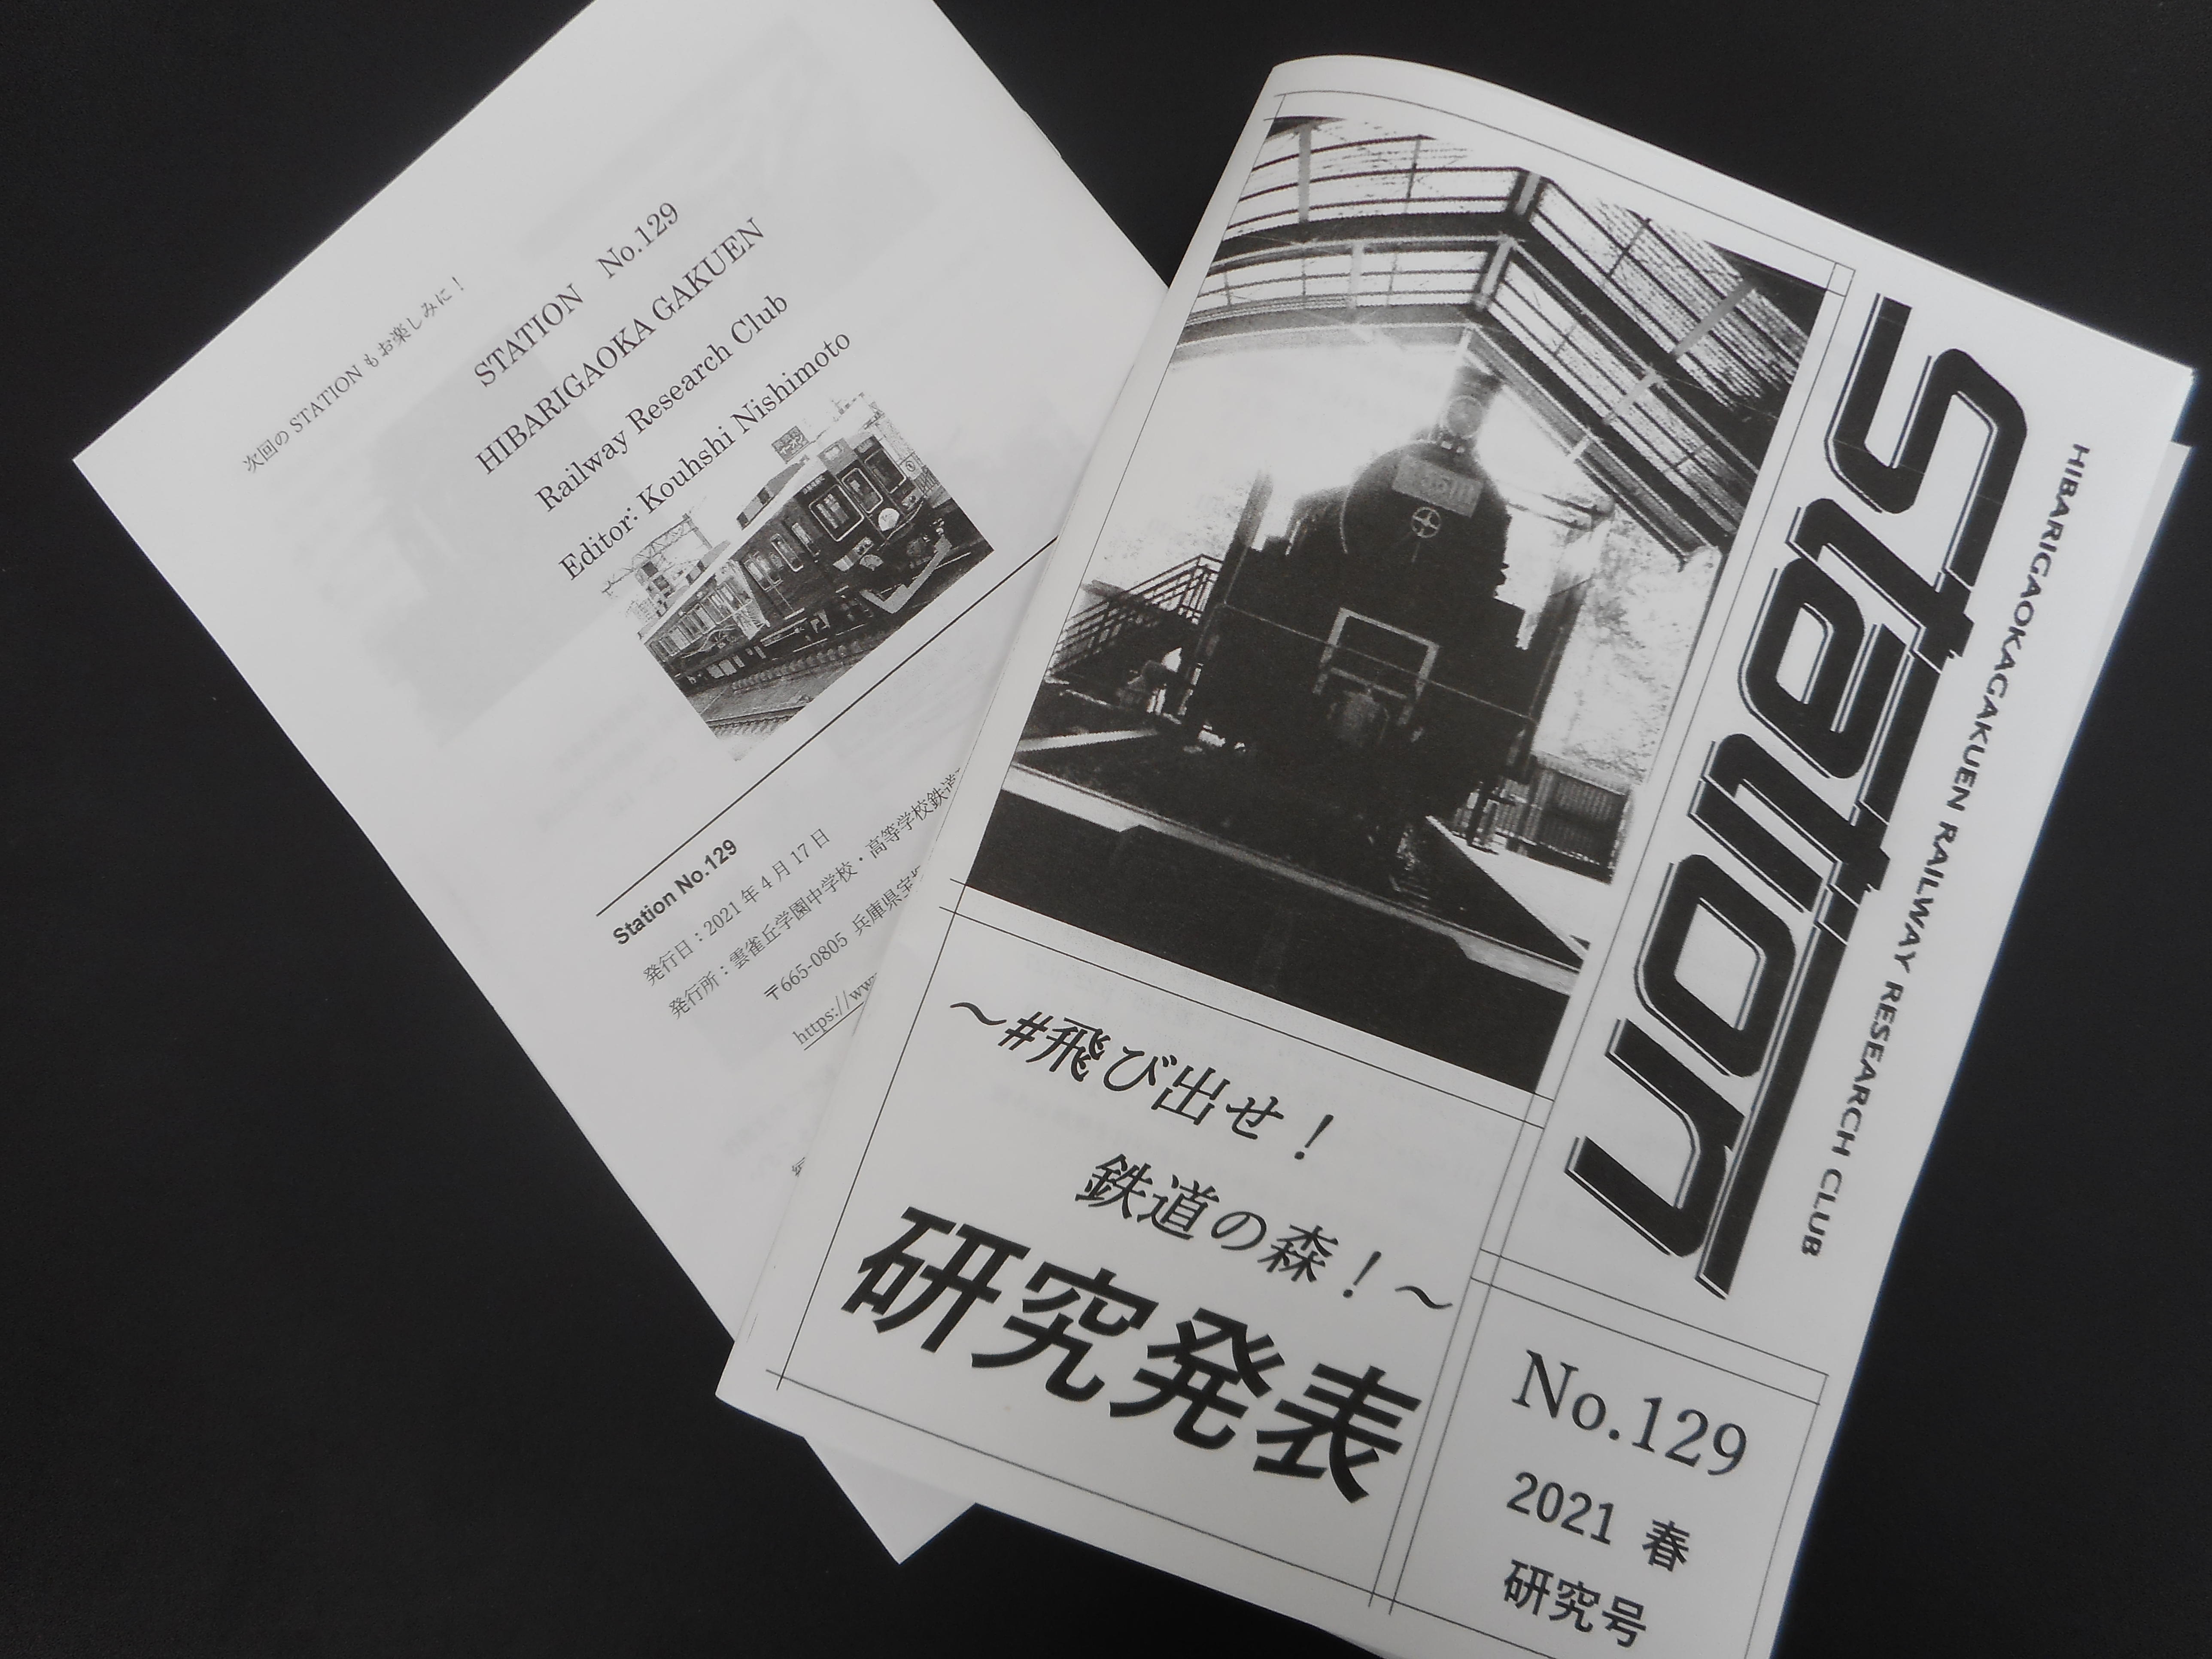 次回の STATION もお楽しみに！
STATION No.129
HIBARIGAOKA GAKUEN
Railway Research Club
Editor: Kouhshi Nishimoto
Station No.129
発行日：2021 年 4 月 17 日
発行所：雲雀丘学園中学校・高等学校鉄道
〒665-0805 兵庫県宝
https://ww
Station
HIBARIGAOKAGAKUEN RAILWAY RESEARCH CLUB
～#飛び出せ！
鉄道の森！～
研究発表
No.129
2021 春
研究号